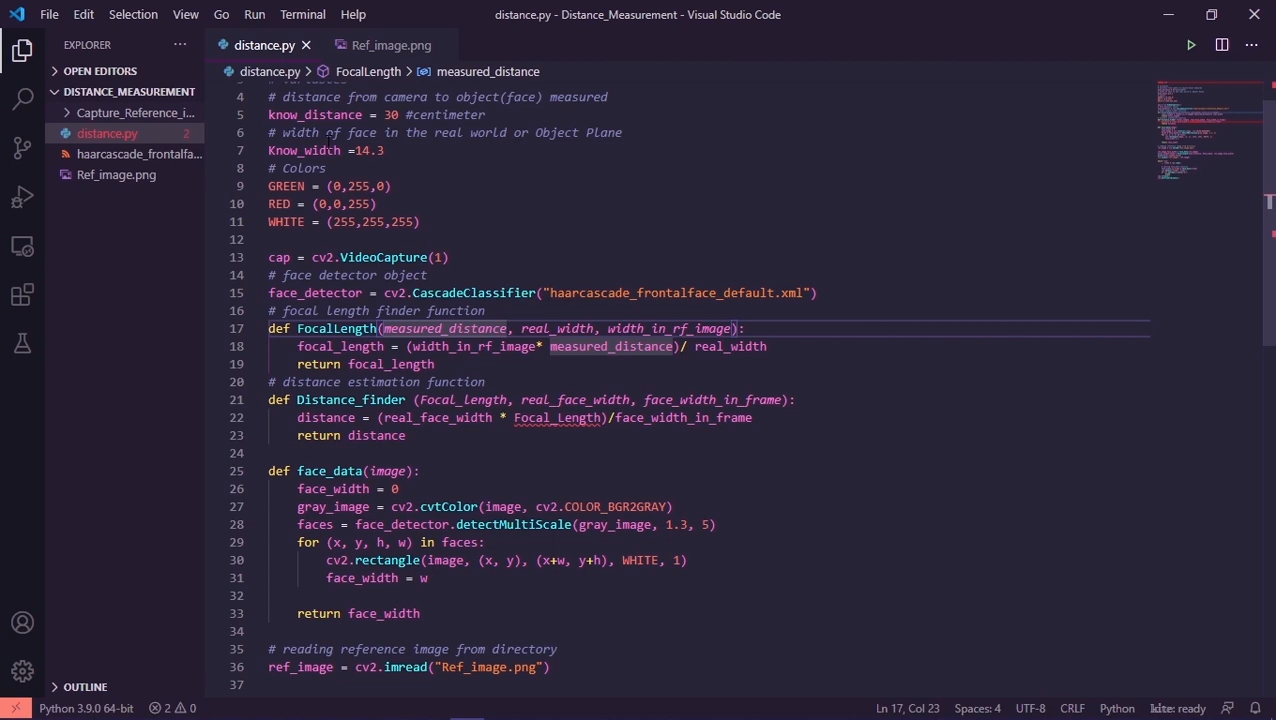 File Edit Selection View Go Run Terminal Help distance.py - Distance_Measurement - Visual Studio Code
EXPLORER ··· distance.py Ref_image.png
OPEN EDITORS
distance.py > FocalLength > measured_distance
DISTANCE_MEASUREMENT
Capture_Reference_i...
distance.py 2
haarcascade_frontalfa...
Ref_image.png
4 # distance from camera to object(face) measured
5 know_distance = 30 #centimeter
6 # width of face in the real world or Object Plane
7 Know_width =14.3
8 # Colors
9 GREEN = (0,255,0)
10 RED = (0,0,255)
11 WHITE = (255,255,255)
12
13 cap = cv2.VideoCapture(1)
14 # face detector object
15 face_detector = cv2.CascadeClassifier("haarcascade_frontalface_default.xml")
16 # focal length finder function
17 def FocalLength(measured_distance, real_width, width_in_rf_image):
18     focal_length = (width_in_rf_image* measured_distance)/ real_width
19     return focal_length
20 # distance estimation function
21 def Distance_finder (Focal_Length, real_face_width, face_width_in_frame):
22     distance = (real_face_width * Focal_Length)/face_width_in_frame
23     return distance
24
25 def face_data(image):
26     face_width = 0
27     gray_image = cv2.cvtColor(image, cv2.COLOR_BGR2GRAY)
28     faces = face_detector.detectMultiScale(gray_image, 1.3, 5)
29     for (x, y, h, w) in faces:
30         cv2.rectangle(image, (x, y), (x+w, y+h), WHITE, 1)
31         face_width = w
32
33     return face_width
34
35 # reading reference image from directory
36 ref_image = cv2.imread("Ref_image.png")
37
OUTLINE
Python 3.9.0 64-bit 2 0 Ln 17, Col 23 Spaces: 4 UTF-8 CRLF Python kite: ready